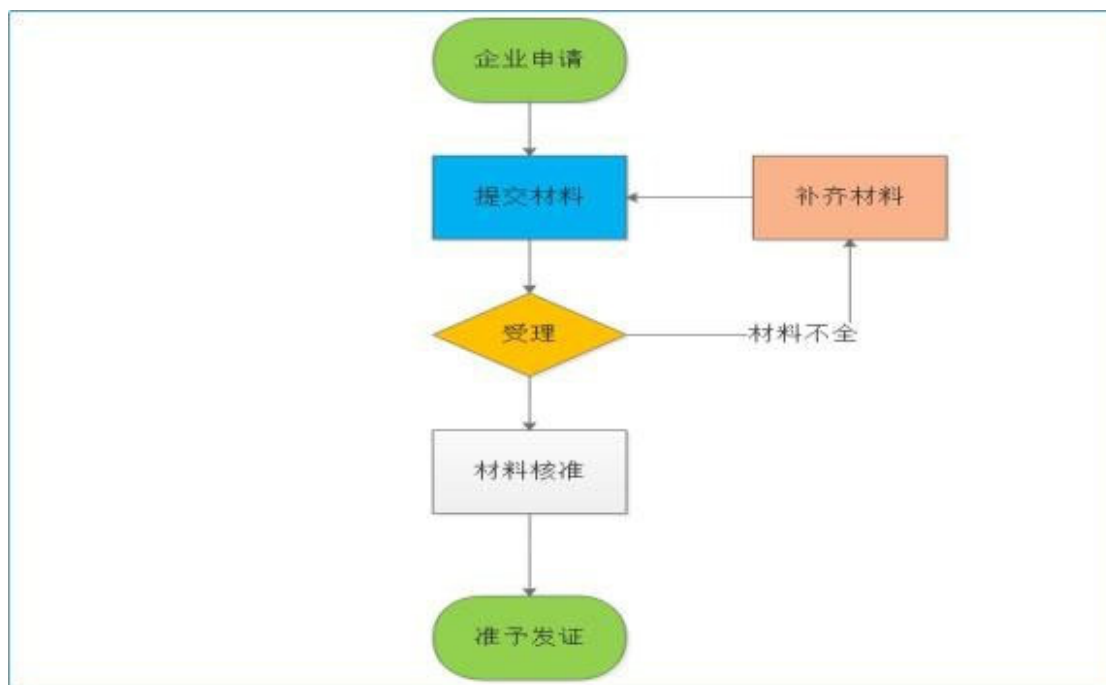 企业申请
提交材料
补齐材料
受理
材料不全
材料核准
准予发证